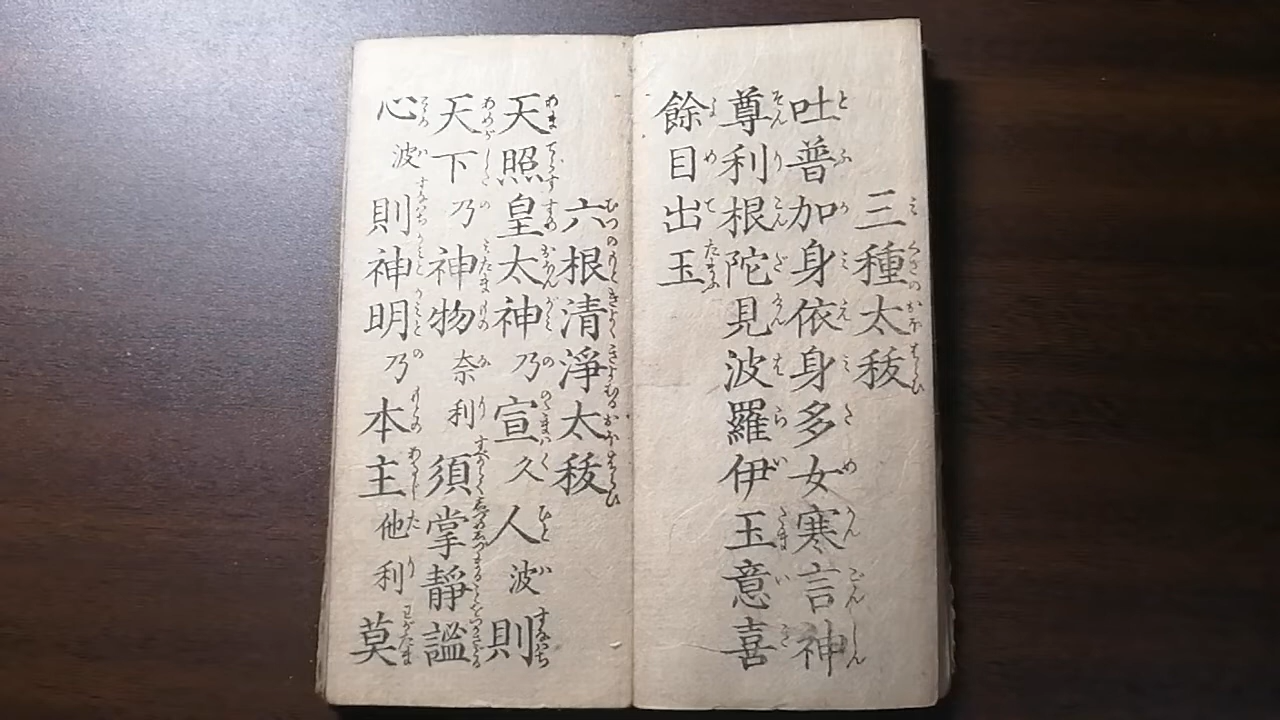 三種太秡
吐普加身依身多女寒言神
尊利根陀見波羅伊玉意喜
餘目出玉
六根清淨太秡
天照皇太神乃宣久人波則
天下乃神物奈利須掌靜謐
心波則神明乃本主他利莫